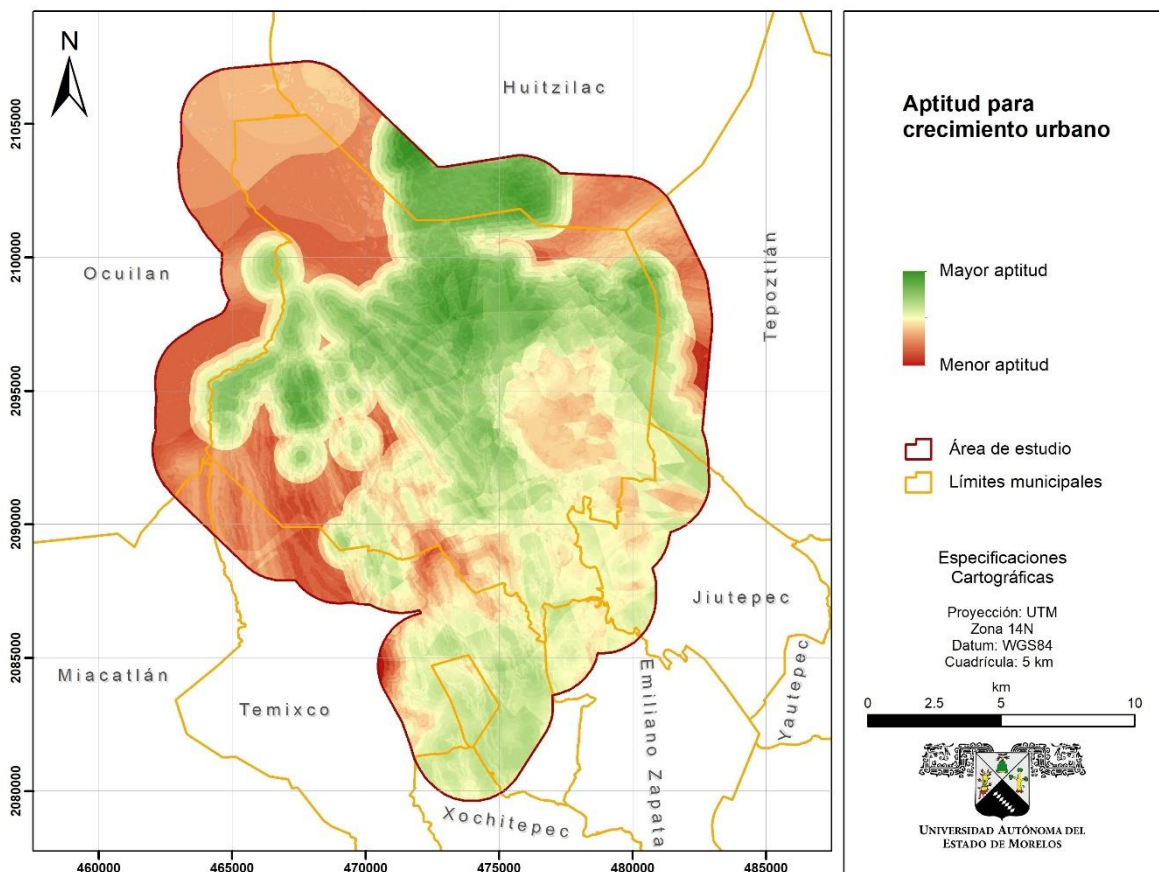 N
Huitzilac
Ocuilan
Tepoztlán
Jiutepec
Miacatlán
Temixco
Emiliano Zapata
Yautepec
Xochitepec
2105000
2100000
2095000
2090000
2085000
2080000
460000
465000
470000
475000
480000
485000
Aptitud para
crecimiento urbano
Mayor aptitud
Menor aptitud
Área de estudio
Límites municipales
Especificaciones
Cartográficas
Proyección: UTM
Zona 14N
Datum: WGS84
Cuadrícula: 5 km
km
0
2.5
5
10
UNIVERSIDAD AUTÓNOMA DEL
ESTADO DE MORELOS